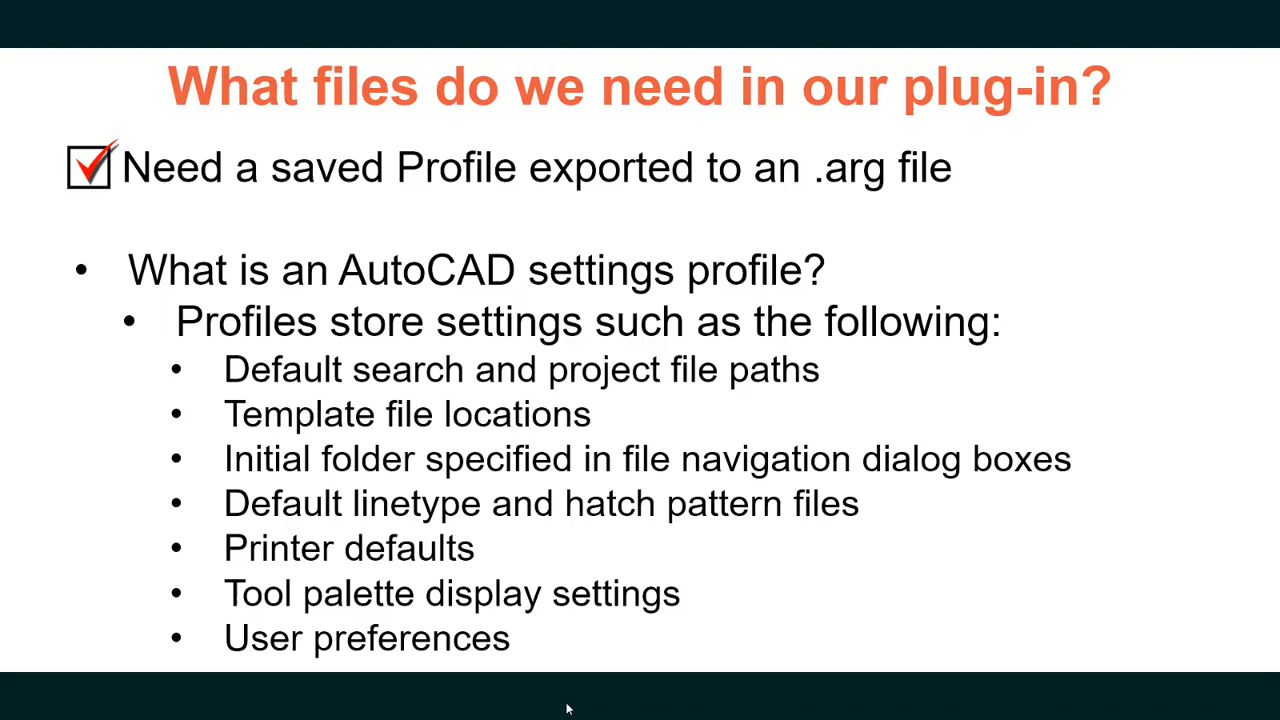 What files do we need in our plug-in?
Need a saved Profile exported to an .arg file
• What is an AutoCAD settings profile?
• Profiles store settings such as the following:
• Default search and project file paths
• Template file locations
• Initial folder specified in file navigation dialog boxes
• Default linetype and hatch pattern files
• Printer defaults
• Tool palette display settings
• User preferences